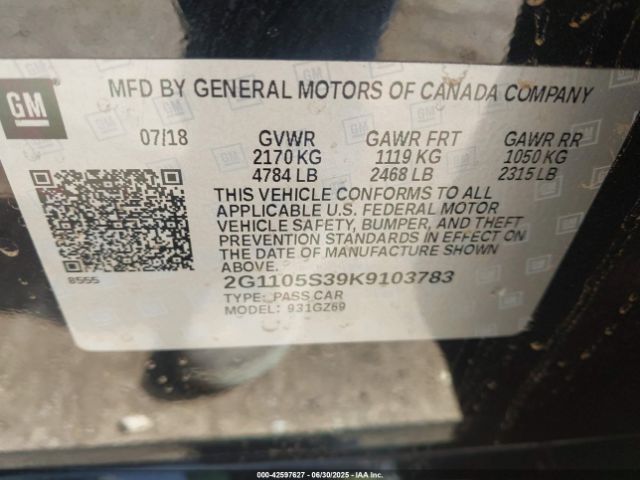 GM
MFD BY GENERAL MOTORS OF CANADA COMPANY
07/18 GVWR GAWR FRT GAWR RR
2170 KG 1119 KG 1050 KG
4784 LB 2468 LB 2315 LB
THIS VEHICLE CONFORMS TO ALL
APPLICABLE U.S. FEDERAL MOTOR
VEHICLE SAFETY, BUMPER, AND THEFT
PREVENTION STANDARDS IN EFFECT ON
THE DATE OF MANUFACTURE SHOWN
ABOVE.
8555
2G1105S39K9103783
TYPE: PASS CAR
MODEL: 931GZ69
000-42597627 - 06/30/2025 - IAA Inc.